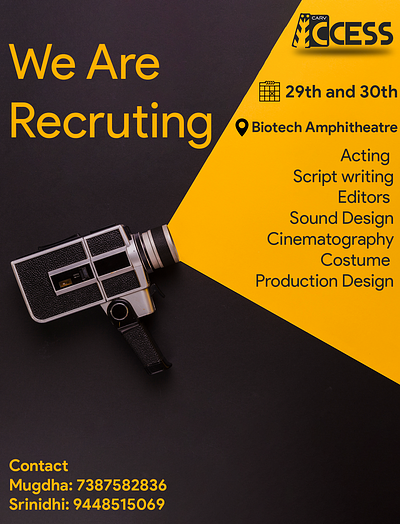 We Are
Recruting
CARV
ACCESS
29th and 30th
Biotech Amphitheatre
Acting
Script writing
Editors
Sound Design
Cinematography
Costume
Production Design
Contact
Mugdha: 7387582836
Srinidhi: 9448515069